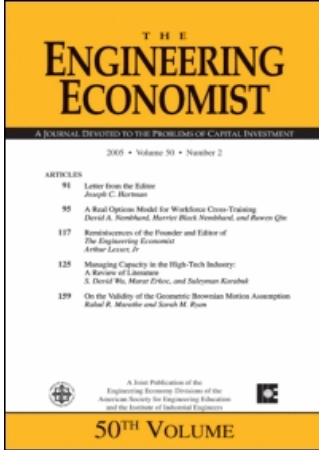 THE
ENGINEERING
ECONOMIST
A JOURNAL DEVOTED TO THE PROBLEMS OF CAPITAL INVESTMENT
2005 • Volume 50 • Number 2
ARTICLES
91 Letter from the Editor
Joseph C. Hartman
95 A Real Options Model for Workforce Cross-Training
David A. Nembhard, Harriet Black Nembhard, and Ruwen Qin
117 Reminiscences of the Founder and Editor of
The Engineering Economist
Arthur Lesser, Jr
125 Managing Capacity in the High-Tech Industry:
A Review of Literature
S. David Wu, Murat Erkoc, and Suleyman Karabuk
159 On the Validity of the Geometric Brownian Motion Assumption
Rahul R. Marathe and Sarah M. Ryan
A Joint Publication of the
Engineering Economy Divisions of the
American Society for Engineering Education
and the Institute of Industrial Engineers
50TH VOLUME